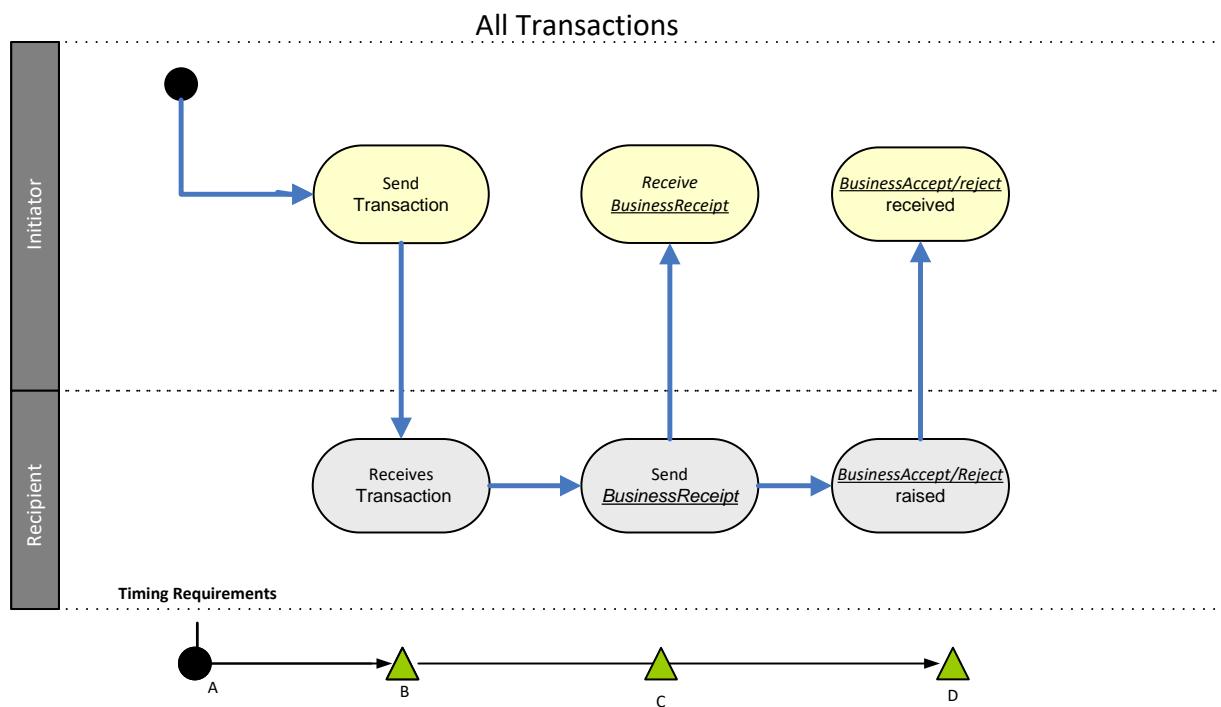 All Transactions
Initiator
Send
Transaction
Receive
BusinessReceipt
BusinessAccept/reject
received
Recipient
Receives
Transaction
Send
BusinessReceipt
BusinessAccept/Reject
raised
Timing Requirements
A
B
C
D